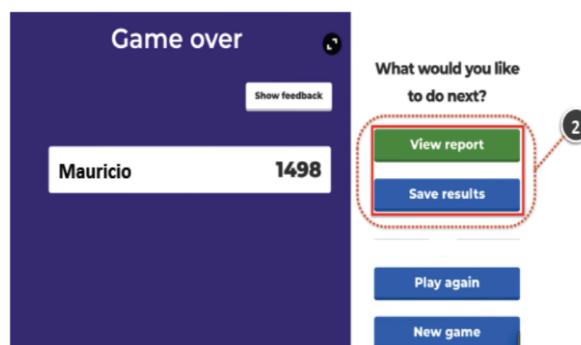 Game over
Show feedback
Mauricio 1498
What would you like
to do next?
View report
Save results
2
Play again
New game